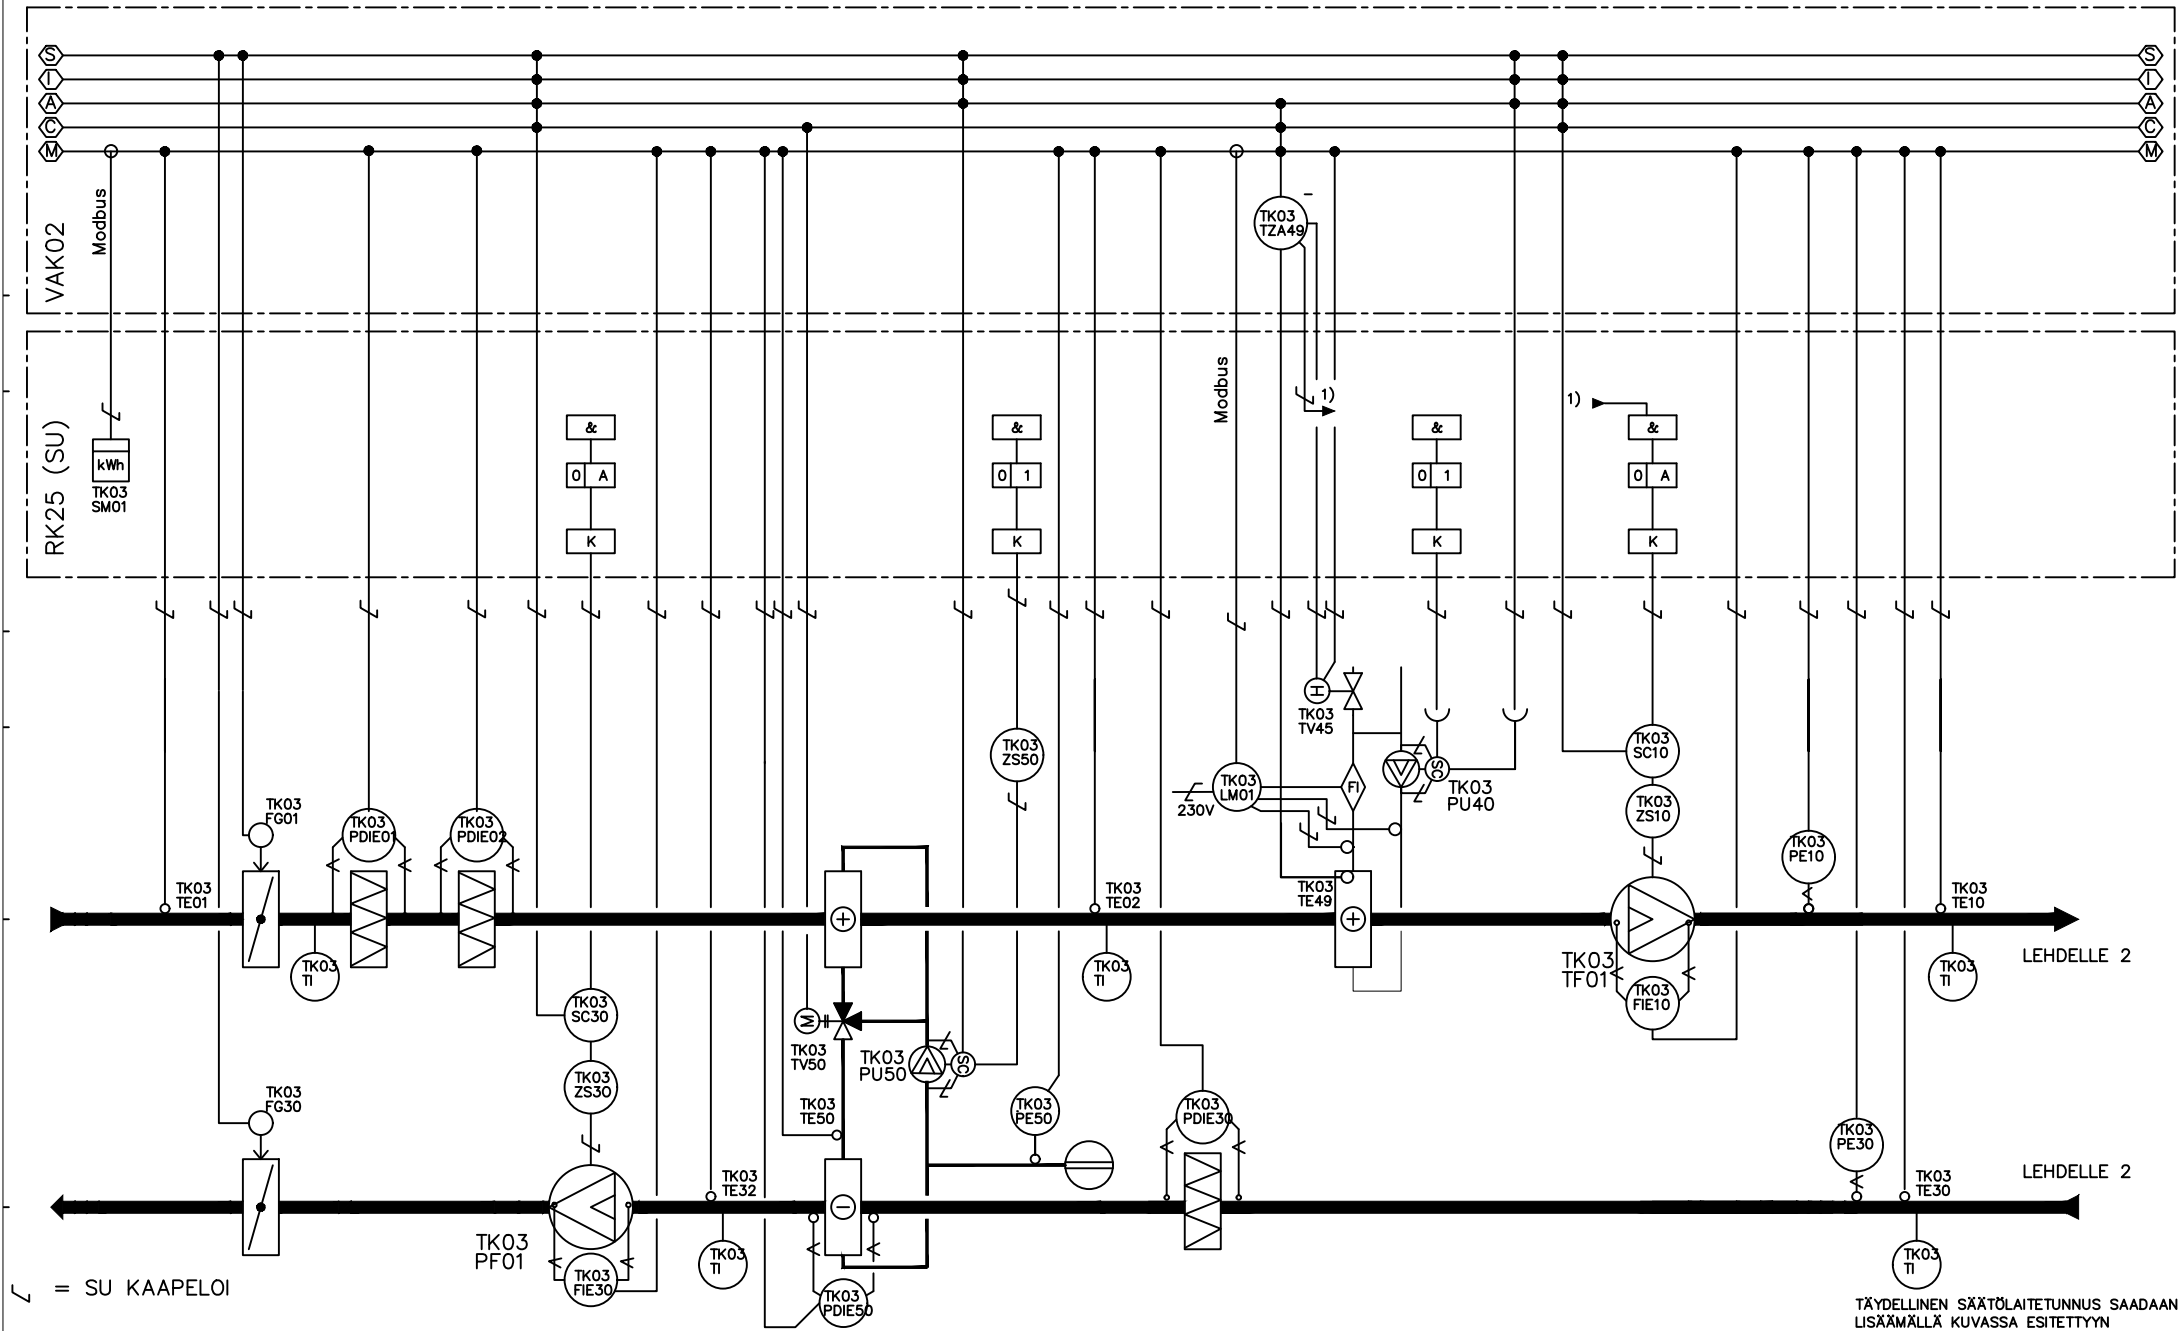 S
S
I
I
A
A
C
C
M
M
Modbus
VAK02
TK03
TZA49
–
RK25 (SU)
kWh
TK03
SM01
&
0 A
K
&
0 1
K
Modbus
1)
&
0 1
K
1)
&
0 A
K
H
TK03
TV45
TK03
ZS50
TK03
SC10
TK03
LM01
230V
FI
SC
TK03
PU40
TK03
ZS10
TK03
FG01
TK03
PDIE01
TK03
PDIE02
TK03
PE10
TK03
TE01
TK03
TE02
TK03
TE49
TK03
TE10
+
+
TK03
TI
TK03
TI
TK03
TF01
TK03
FIE10
TK03
TI
LEHDELLE 2
TK03
SC30
M
TK03
TV50
TK03
PU50
SC
TK03
ZS30
TK03
FG30
TK03
TE50
TK03
PE50
TK03
PDIE30
TK03
PE30
TK03
TE32
TK03
TE30
LEHDELLE 2
–
TK03
PF01
TK03
FIE30
TK03
TI
TK03
PDIE50
TK03
TI
= SU KAAPELOI
TÄYDELLINEN SÄÄTÖLAITETUNNUS SAADAAN
LISÄÄMÄLLÄ KUVASSA ESITETTYYN